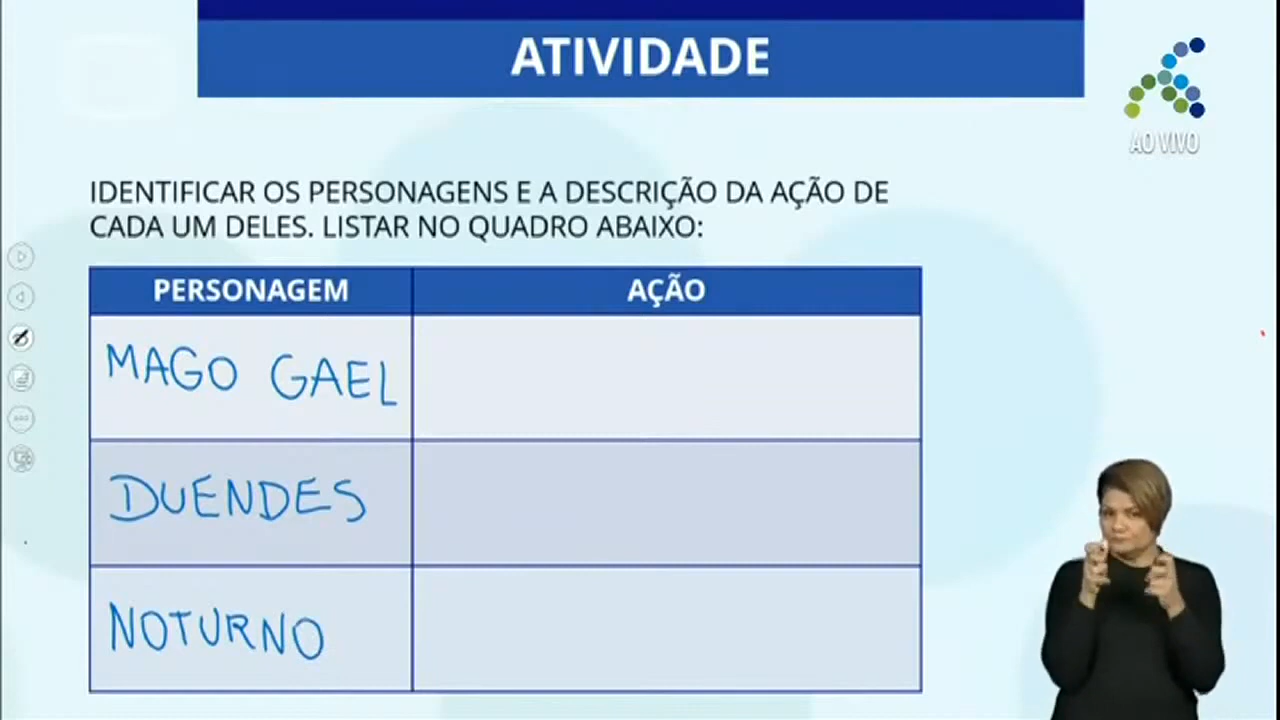 ATIVIDADE
AO VIVO
IDENTIFICAR OS PERSONAGENS E A DESCRIÇÃO DA AÇÃO DE
CADA UM DELES. LISTAR NO QUADRO ABAIXO:
PERSONAGEM AÇÃO
MAGO GAEL
DUENDES
NOTURNO